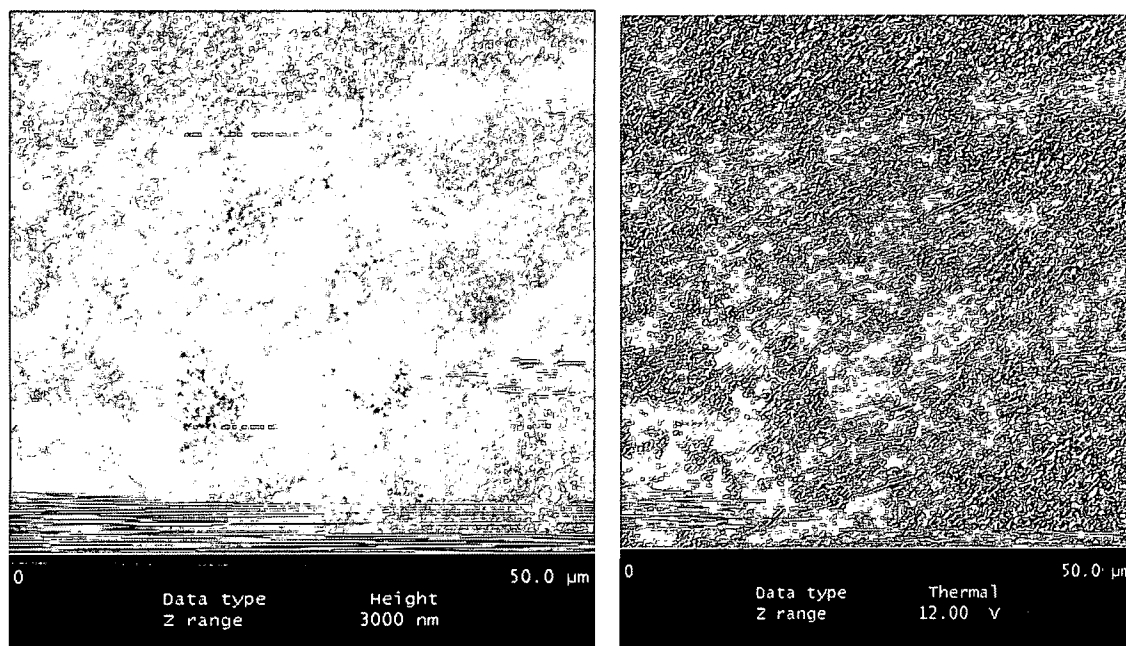 0 50.0 µm
Data type Height
Z range 3000 nm
0 50.0 µm
Data type Thermal
Z range 12.00 V